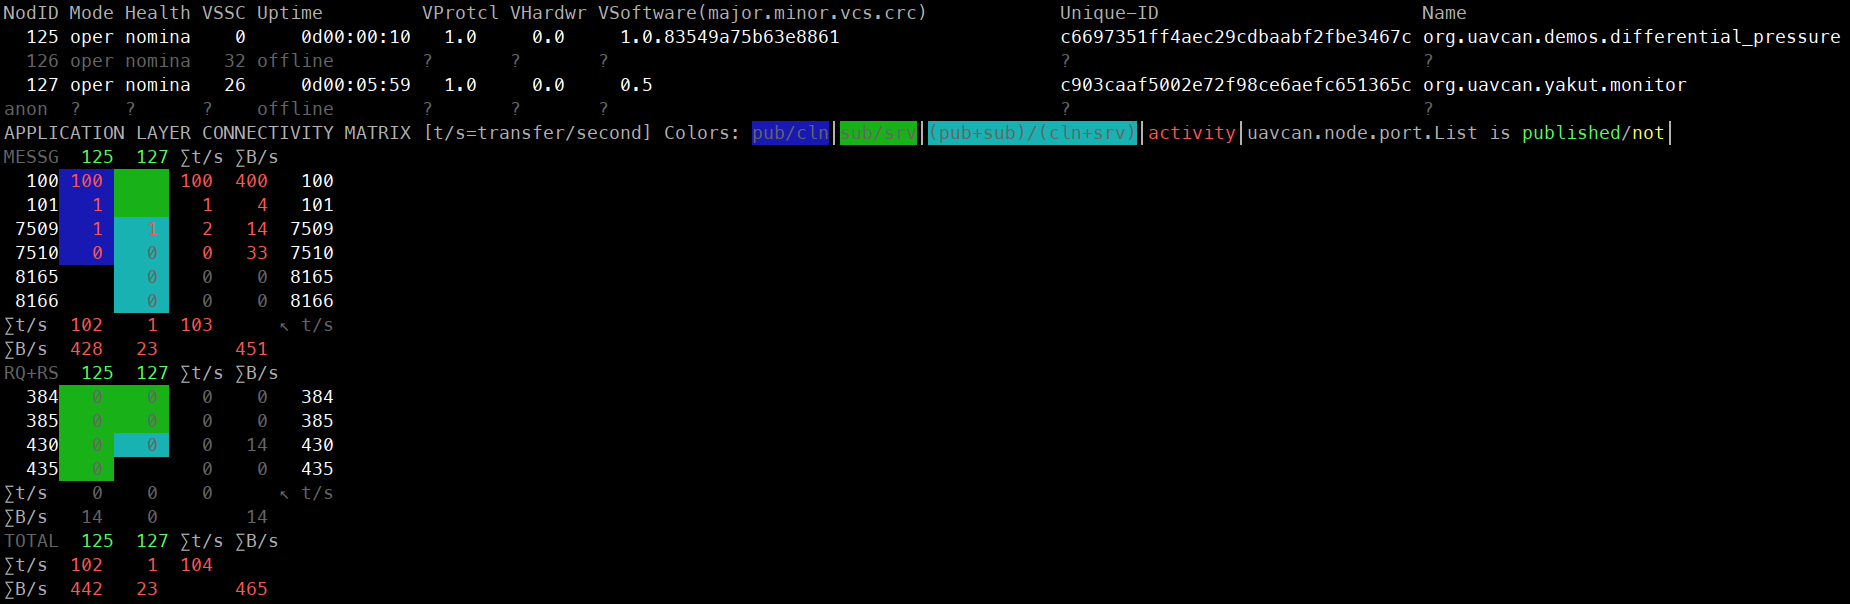 NodID Mode Health VSSC Uptime VProtcl VHardwr VSoftware(major.minor.vcs.crc) Unique-ID Name
125 oper nomina 0 0d00:00:10 1.0 0.0 1.0.83549a75b63e8861 c6697351ff4aec29cdbaabf2fbe3467c org.uavcan.demos.differential_pressure
126 oper nomina 32 offline ? ? ? ? ?
127 oper nomina 26 0d00:05:59 1.0 0.0 0.5 c903caaf5002e72f98ce6aefc651365c org.uavcan.yakut.monitor
anon ? ? ? offline ? ? ? ? ?
APPLICATION LAYER CONNECTIVITY MATRIX [t/s=transfer/second] Colors: pub/cln│sub/srv│(pub+sub)/(cln+srv)│activity│uavcan.node.port.List is published/not│
MESSG 125 127 ∑t/s ∑B/s
100 100 100 400 100
101 1 1 4 101
7509 1 1 2 14 7509
7510 0 0 0 33 7510
8165 0 0 0 8165
8166 0 0 0 8166
∑t/s 102 1 103 ↖ t/s
∑B/s 428 23 451
RQ+RS 125 127 ∑t/s ∑B/s
384 0 0 0 0 384
385 0 0 0 0 385
430 0 0 0 14 430
435 0 0 0 435
∑t/s 0 0 0 ↖ t/s
∑B/s 14 0 14
TOTAL 125 127 ∑t/s ∑B/s
∑t/s 102 1 104
∑B/s 442 23 465